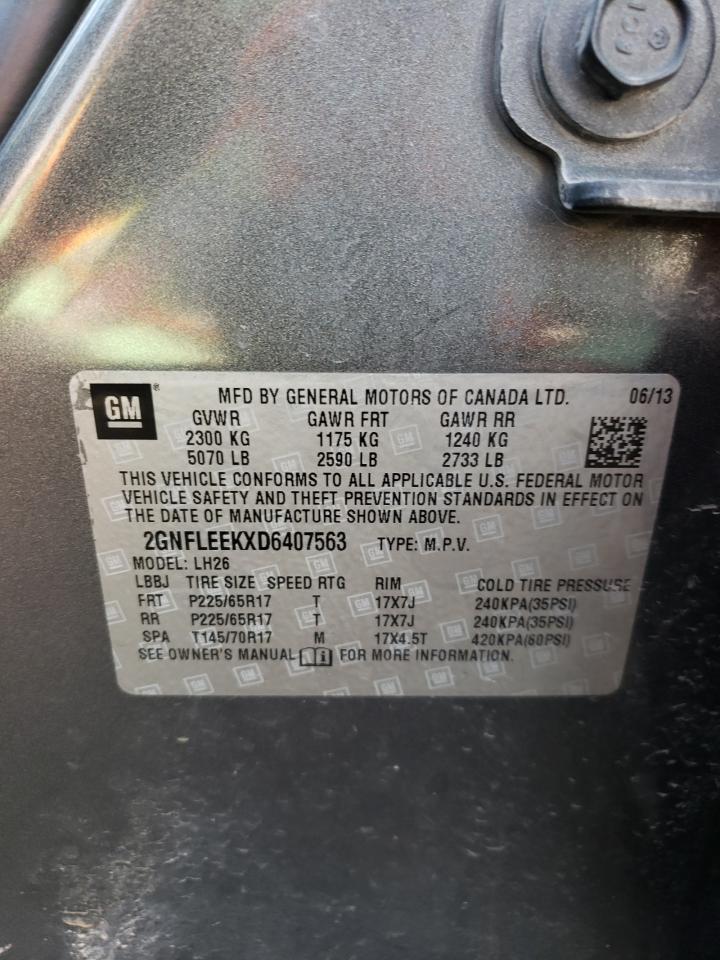 GM ® MFD BY GENERAL MOTORS OF CANADA LTD. 06/13
GVWR GAWR FRT GAWR RR
2300 KG 1175 KG 1240 KG
5070 LB 2590 LB 2733 LB
THIS VEHICLE CONFORMS TO ALL APPLICABLE U.S. FEDERAL MOTOR
VEHICLE SAFETY AND THEFT PREVENTION STANDARDS IN EFFECT ON
THE DATE OF MANUFACTURE SHOWN ABOVE.
2GNFLEEKXD6407563 TYPE: M.P.V.
MODEL: LH26
LBBJ TIRE SIZE SPEED RTG RIM COLD TIRE PRESSURE
FRT P225/65R17 T 17X7J 240KPA(35PSI)
RR P225/65R17 T 17X7J 240KPA(35PSI)
SPA T145/70R17 M 17X4.5T 420KPA(60PSI)
SEE OWNER'S MANUAL FOR MORE INFORMATION.